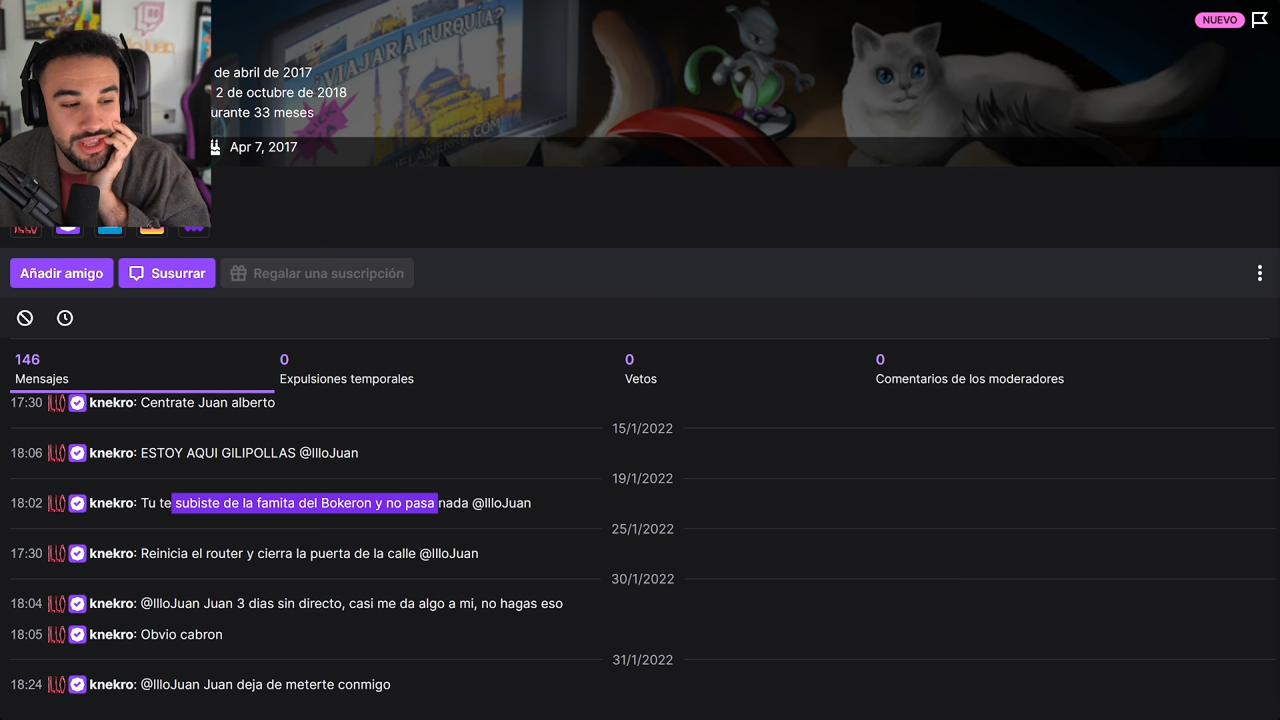 NUEVO
¿VIAJAR A TURQUÍA?
de abril de 2017
2 de octubre de 2018
urante 33 meses
Apr 7, 2017
Añadir amigo
Susurrar
Regalar una suscripción
146
0
0
0
Mensajes
Expulsiones temporales
Vetos
Comentarios de los moderadores
17:30 knekro: Centrate Juan alberto
15/1/2022
18:06 knekro: ESTOY AQUI GILIPOLLAS @IlloJuan
19/1/2022
18:02 knekro: Tu te subiste de la famita del Bokeron y no pasa nada @IlloJuan
25/1/2022
17:30 knekro: Reinicia el router y cierra la puerta de la calle @IlloJuan
30/1/2022
18:04 knekro: @IlloJuan Juan 3 dias sin directo, casi me da algo a mi, no hagas eso
18:05 knekro: Obvio cabron
31/1/2022
18:24 knekro: @IlloJuan Juan deja de meterte conmigo